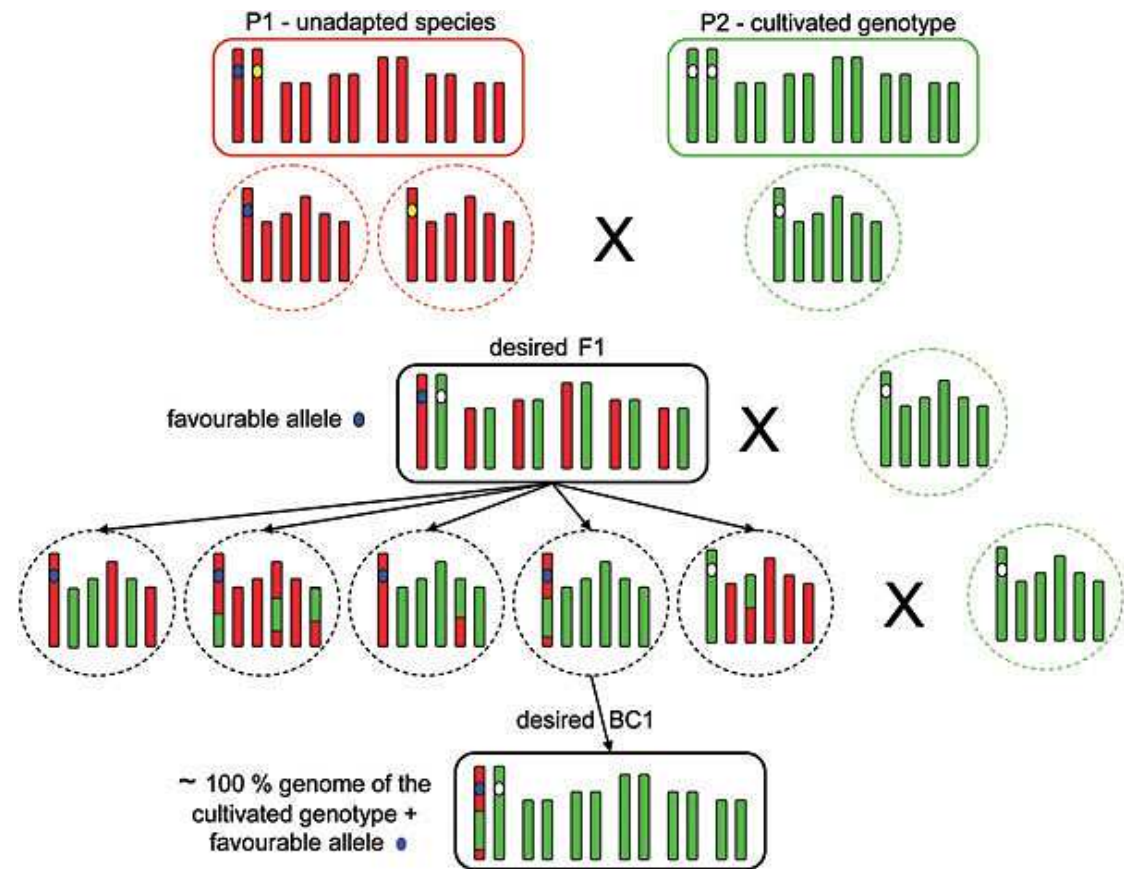 P1 - unadapted species
P2 - cultivated genotype
X
desired F1
favourable allele
X
X
desired BC1
~ 100 % genome of the
cultivated genotype +
favourable allele